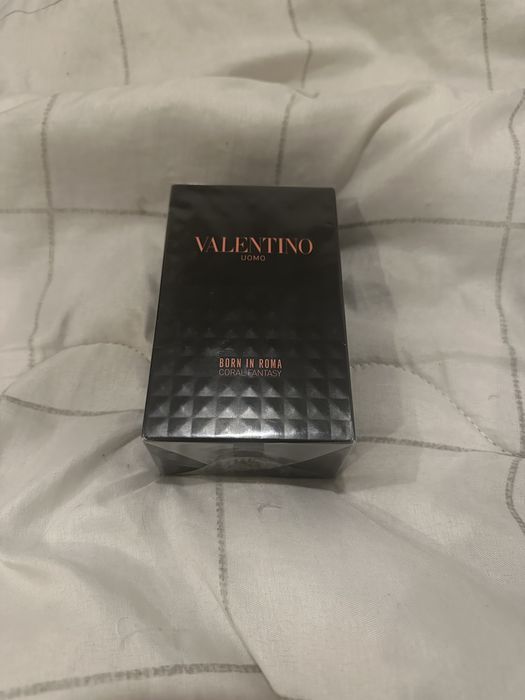 VALENTINO
UOMO
BORN IN ROMA
CORAL FANTASY